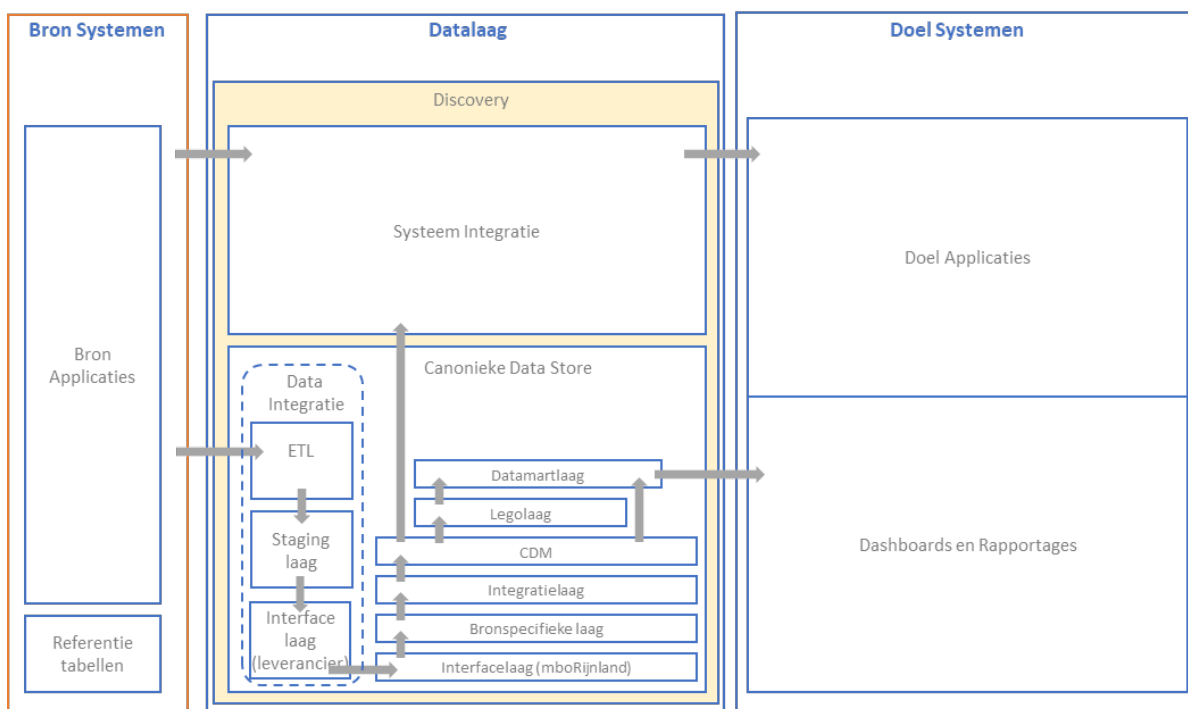 Bron Systemen
Datalaag
Doel Systemen
Discovery
Systeem Integratie
Doel Applicaties
Bron
Applicaties
Canonieke Data Store
Data
Integratie
ETL
Datamartlaag
Legolaag
Staging
laag
CDM
Dashboards en Rapportages
Integratielaag
Interface
laag
(leverancier)
Bronspecifieke laag
Interfacelaag (mboRijnland)
Referentie
tabellen